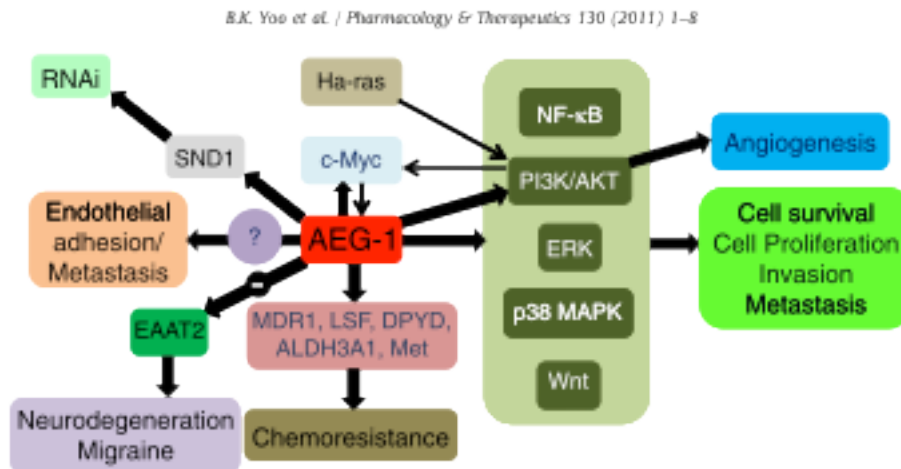 B.K. Yoo et al. / Pharmacology & Therapeutics 130 (2011) 1–8
RNAi
Ha-ras
NF-κB
SND1
c-Myc
PI3K/AKT
Angiogenesis
Endothelial
adhesion/
Metastasis
?
AEG-1
ERK
Cell survival
Cell Proliferation
Invasion
Metastasis
EAAT2
MDR1, LSF, DPYD,
ALDH3A1, Met
p38 MAPK
Wnt
Neurodegeneration
Migraine
Chemoresistance